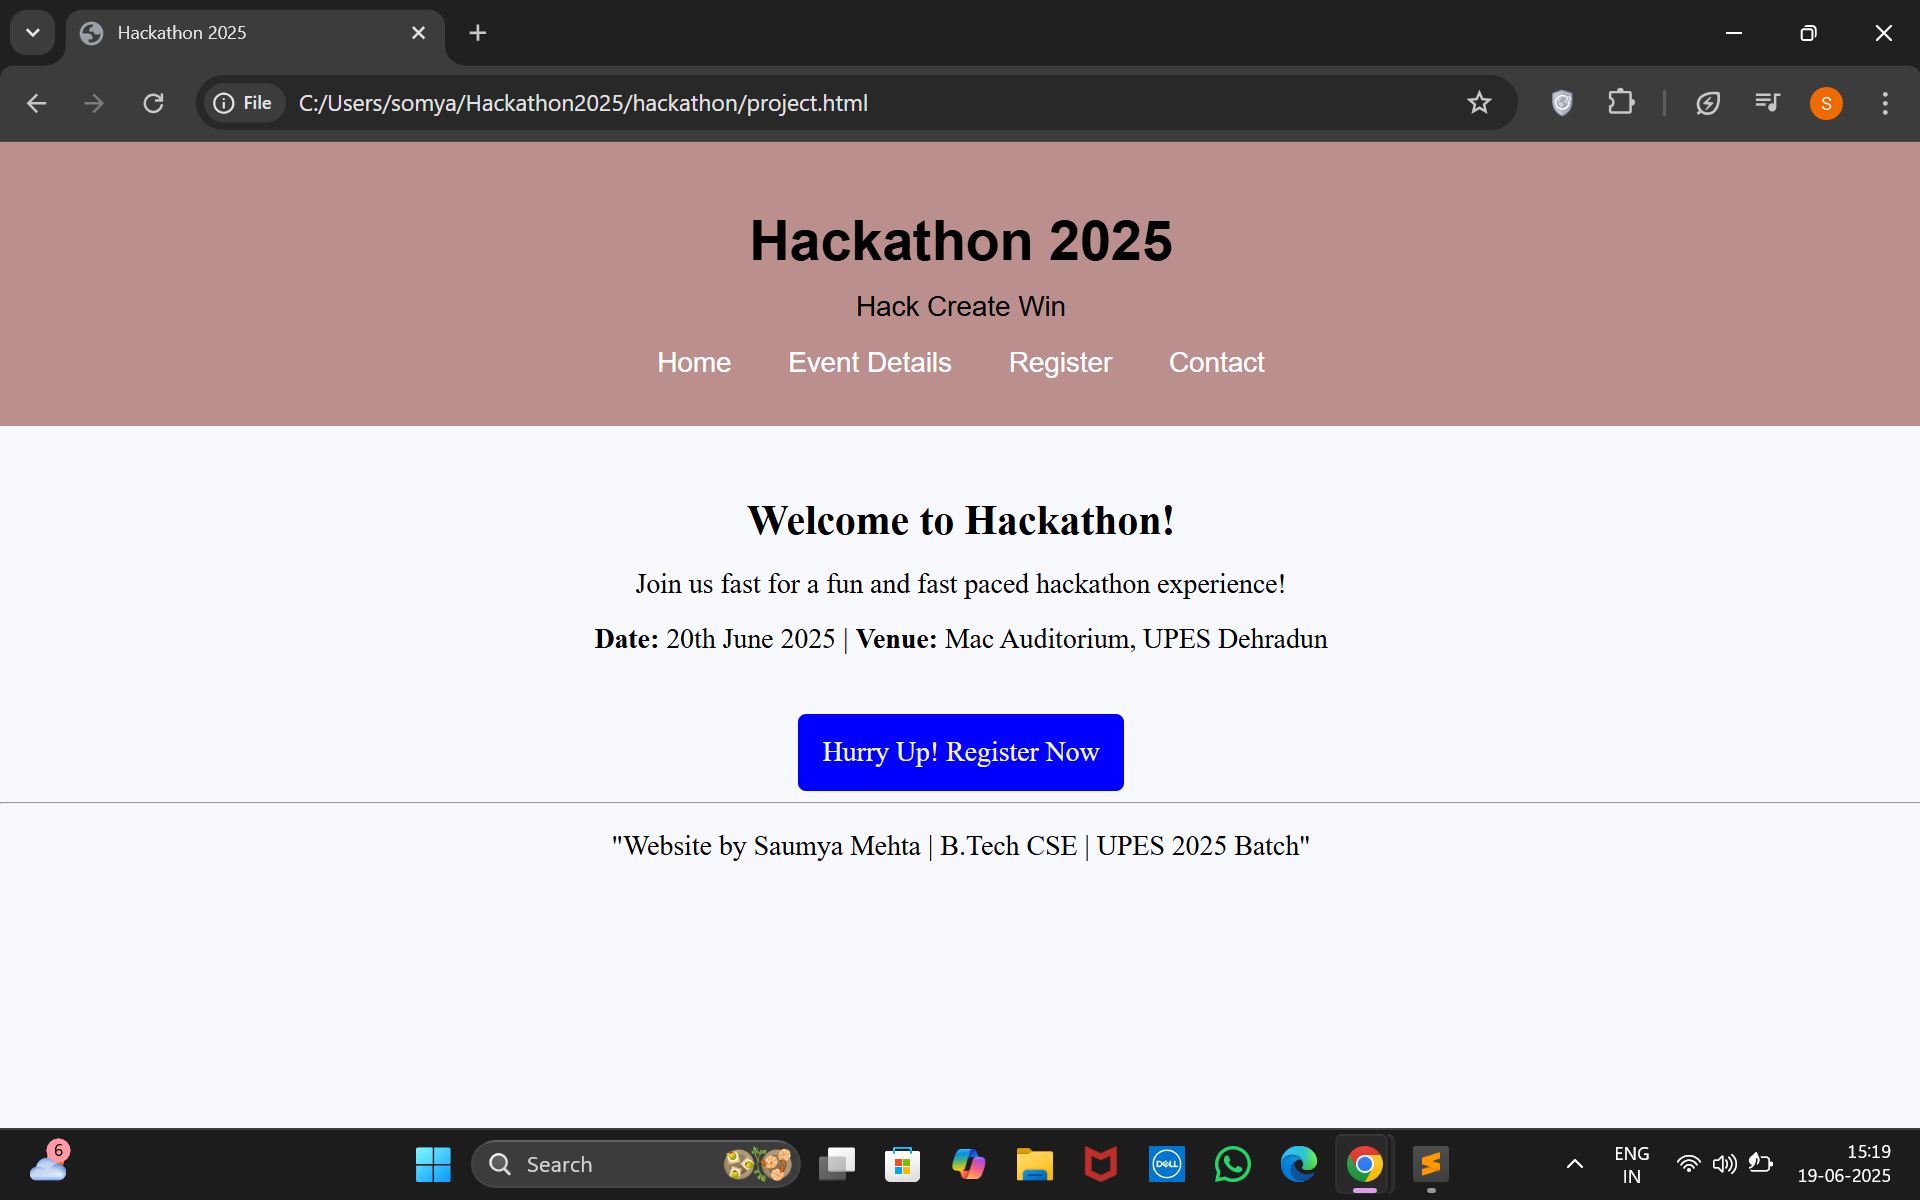 Hackathon 2025
File C:/Users/somya/Hackathon2025/hackathon/project.html
S
Hackathon 2025
Hack Create Win
Home Event Details Register Contact
Welcome to Hackathon!
Join us fast for a fun and fast paced hackathon experience!
Date: 20th June 2025 | Venue: Mac Auditorium, UPES Dehradun
Hurry Up! Register Now
"Website by Saumya Mehta | B.Tech CSE | UPES 2025 Batch"
6
Search
DELL
ENG
IN
15:19
19-06-2025